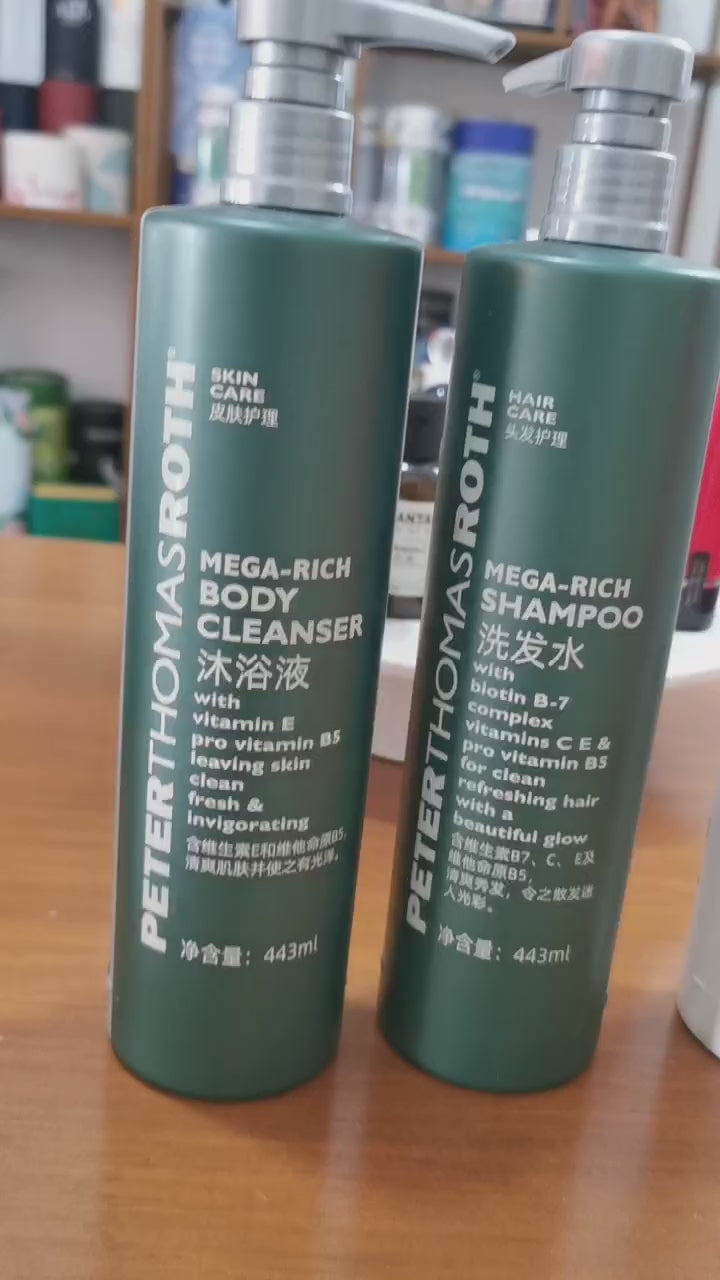 PETERTHOMASROTH
SKIN
CARE
皮肤护理
MEGA-RICH
BODY
CLEANSER
沐浴液
with
vitamin E
pro vitamin B5
leaving skin
clean
fresh &
invigorating
含维生素E和维他命原B5,
清爽肌肤并使之有光泽。
净含量：443ml
PETERTHOMASROTH
HAIR
CARE
头发护理
MEGA-RICH
SHAMPOO
洗发水
with
biotin B-7
complex
vitamins C E &
pro vitamin B5
for clean
refreshing hair
with a
beautiful glow
含维生素B7、C、E及
维他命原B5,
清爽秀发，令之散发迷
人光彩。
净含量：443ml